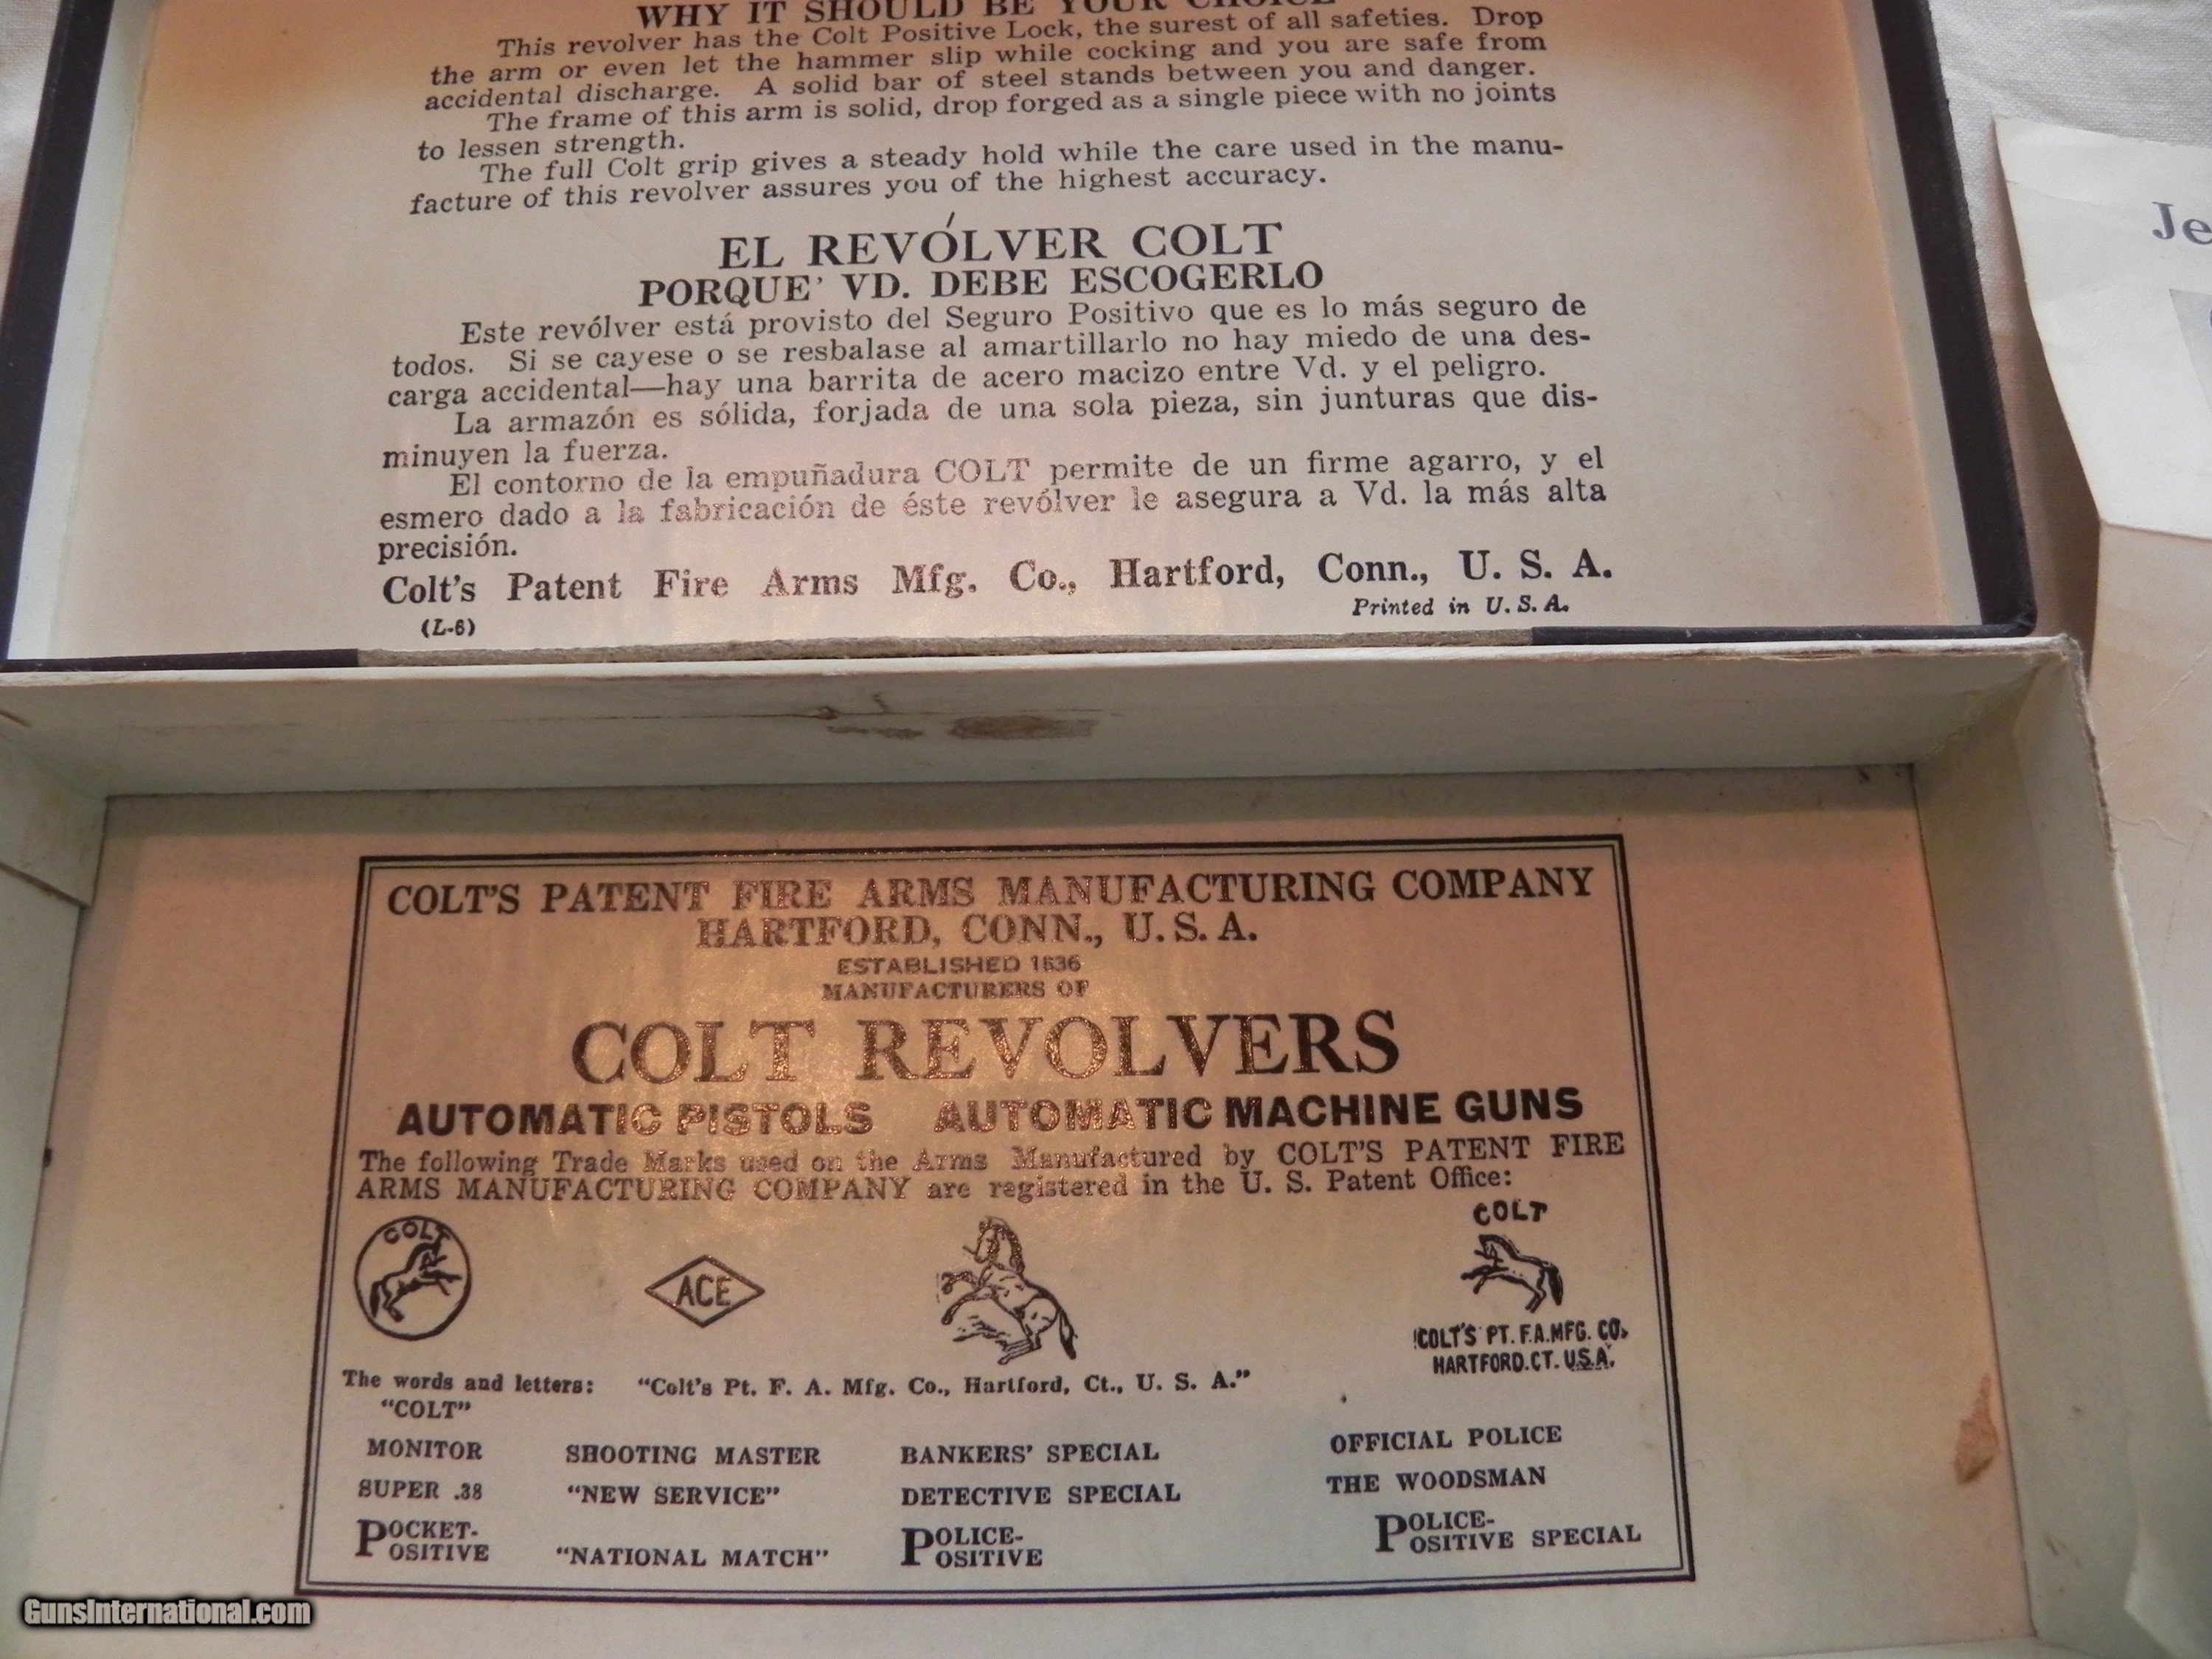 WHY IT SHOULD BE YOUR CHOICE
This revolver has the Colt Positive Lock, the surest of all safeties. Drop
the arm or even let the hammer slip while cocking and you are safe from
accidental discharge. A solid bar of steel stands between you and danger.
The frame of this arm is solid, drop forged as a single piece with no joints
to lessen strength.
The full Colt grip gives a steady hold while the care used in the manu-
facture of this revolver assures you of the highest accuracy.
EL REVÓLVER COLT
PORQUE' VD. DEBE ESCOGERLO
Este revólver está provisto del Seguro Positivo que es lo más seguro de
todos. Si se cayese o se resbalase al amartillarlo no hay miedo de una des-
carga accidental—hay una barrita de acero macizo entre Vd. y el peligro.
La armazón es sólida, forjada de una sola pieza, sin junturas que dis-
minuyen la fuerza.
El contorno de la empuñadura COLT permite de un firme agarro, y el
esmero dado a la fabricación de éste revólver le asegura a Vd. la más alta
precisión.
Colt's Patent Fire Arms Mfg. Co., Hartford, Conn., U. S. A.
Printed in U. S. A.
(L-6)
Je
COLT'S PATENT FIRE ARMS MANUFACTURING COMPANY
HARTFORD, CONN., U. S. A.
ESTABLISHED 1836
MANUFACTURERS OF
COLT REVOLVERS
AUTOMATIC PISTOLS AUTOMATIC MACHINE GUNS
The following Trade Marks used on the Arms Manufactured by COLT'S PATENT FIRE
ARMS MANUFACTURING COMPANY are registered in the U. S. Patent Office:
COLT
ACE
COLT
COLT'S PT. F.A. MFG. CO.
HARTFORD. CT. U.S.A.
The words and letters: "Colt's Pt. F. A. Mfg. Co., Hartford, Ct., U. S. A."
"COLT"
MONITOR SHOOTING MASTER BANKERS' SPECIAL OFFICIAL POLICE
SUPER .38 "NEW SERVICE" DETECTIVE SPECIAL THE WOODSMAN
POCKET-POSITIVE "NATIONAL MATCH" POLICE-POSITIVE POLICE-POSITIVE SPECIAL
GunsInternational.com